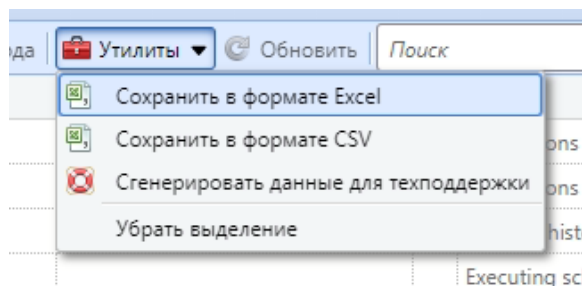 ода Утилиты Обновить Поиск
Сохранить в формате Excel
Сохранить в формате CSV
ons
Сгенерировать данные для техподдержки
ons
Убрать выделение
hist
Executing sc